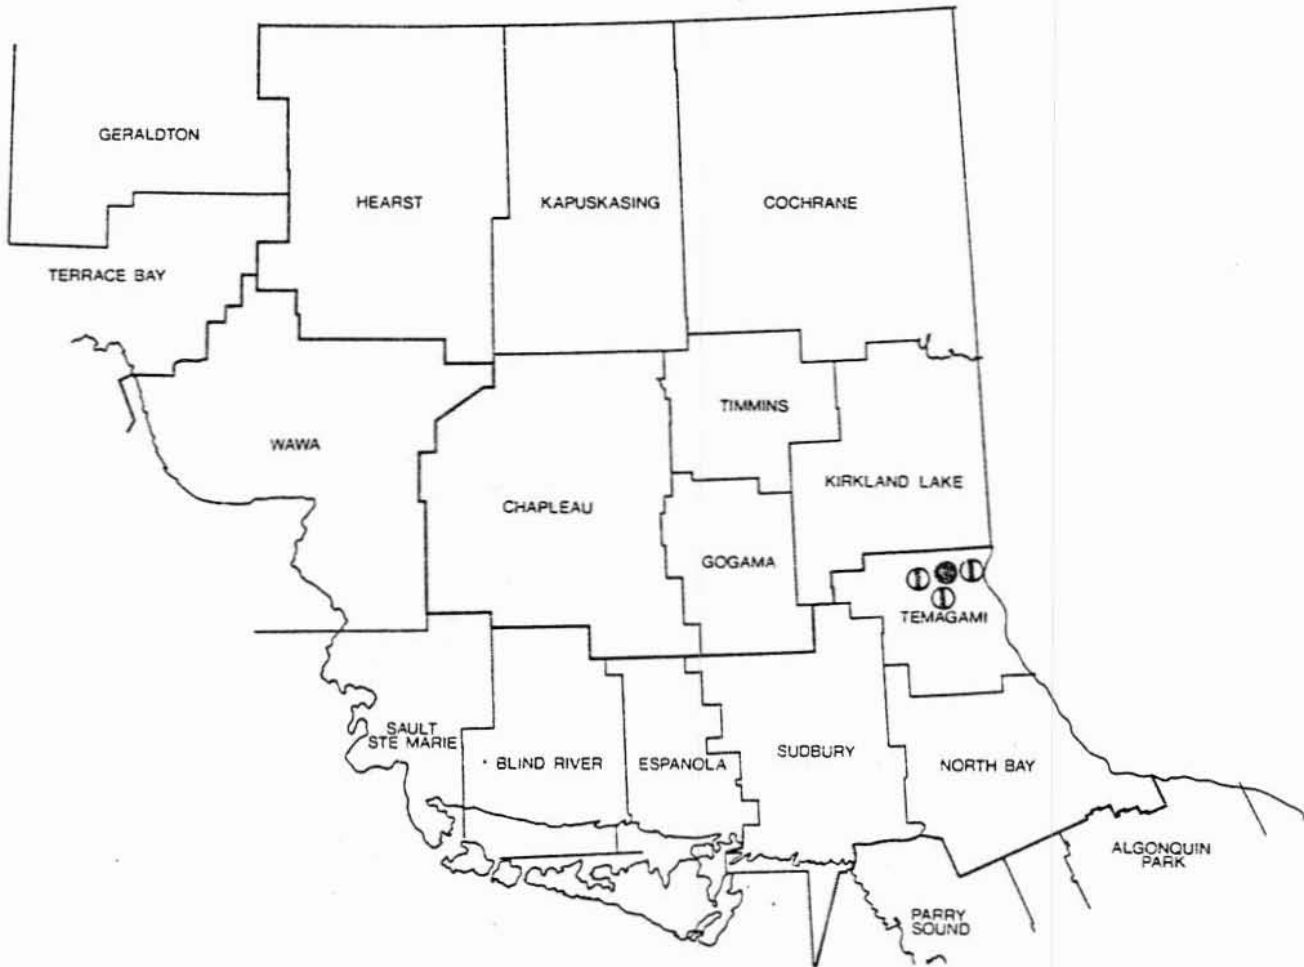 GERALDTON
HEARST
KAPUSKASING
COCHRANE
TERRACE BAY
TIMMINS
WAWA
KIRKLAND LAKE
CHAPLEAU
GOGAMA
TEMAGAMI
SAULT
STE MARIE
BLIND RIVER
ESPANOLA
SUDBURY
NORTH BAY
ALGONQUIN
PARK
PARRY
SOUND